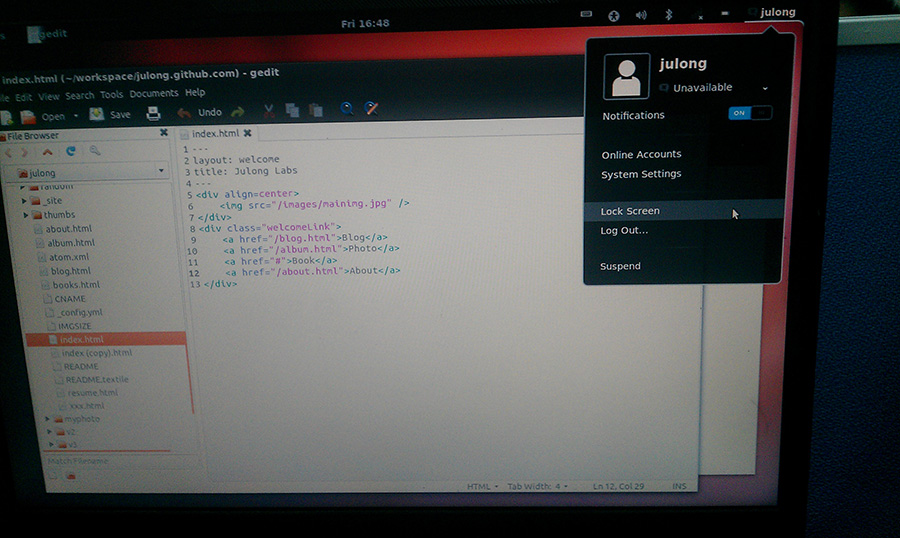 gedit
Fri 16:48
julong
index.html (~/workspace/julong.github.com) - gedit
Edit View Search Tools Documents Help
Open
Save
Undo
File Browser
julong
random
_site
thumbs
about.html
album.html
atom.xml
blog.html
books.html
CNAME
_config.yml
IMGSIZE
index.html
index (copy).html
README
README.textile
resume.html
xxx.html
myphoto
v2
v3
Match Filename
index.html
1 ---
2 layout: welcome
3 title: Julong Labs
4 ---
5 <div align=center>
6 <img src="/images/maining.jpg" />
7 </div>
8 <div class="welcomeLink">
9 <a href="/blog.html">Blog</a>
10 <a href="/album.html">Photo</a>
11 <a href="#">Book</a>
12 <a href="/about.html">About</a>
13 </div>
HTML
Tab Width: 4
Ln 12, Col 29
INS
julong
Unavailable
Notifications
ON
Online Accounts
System Settings
Lock Screen
Log Out...
Suspend